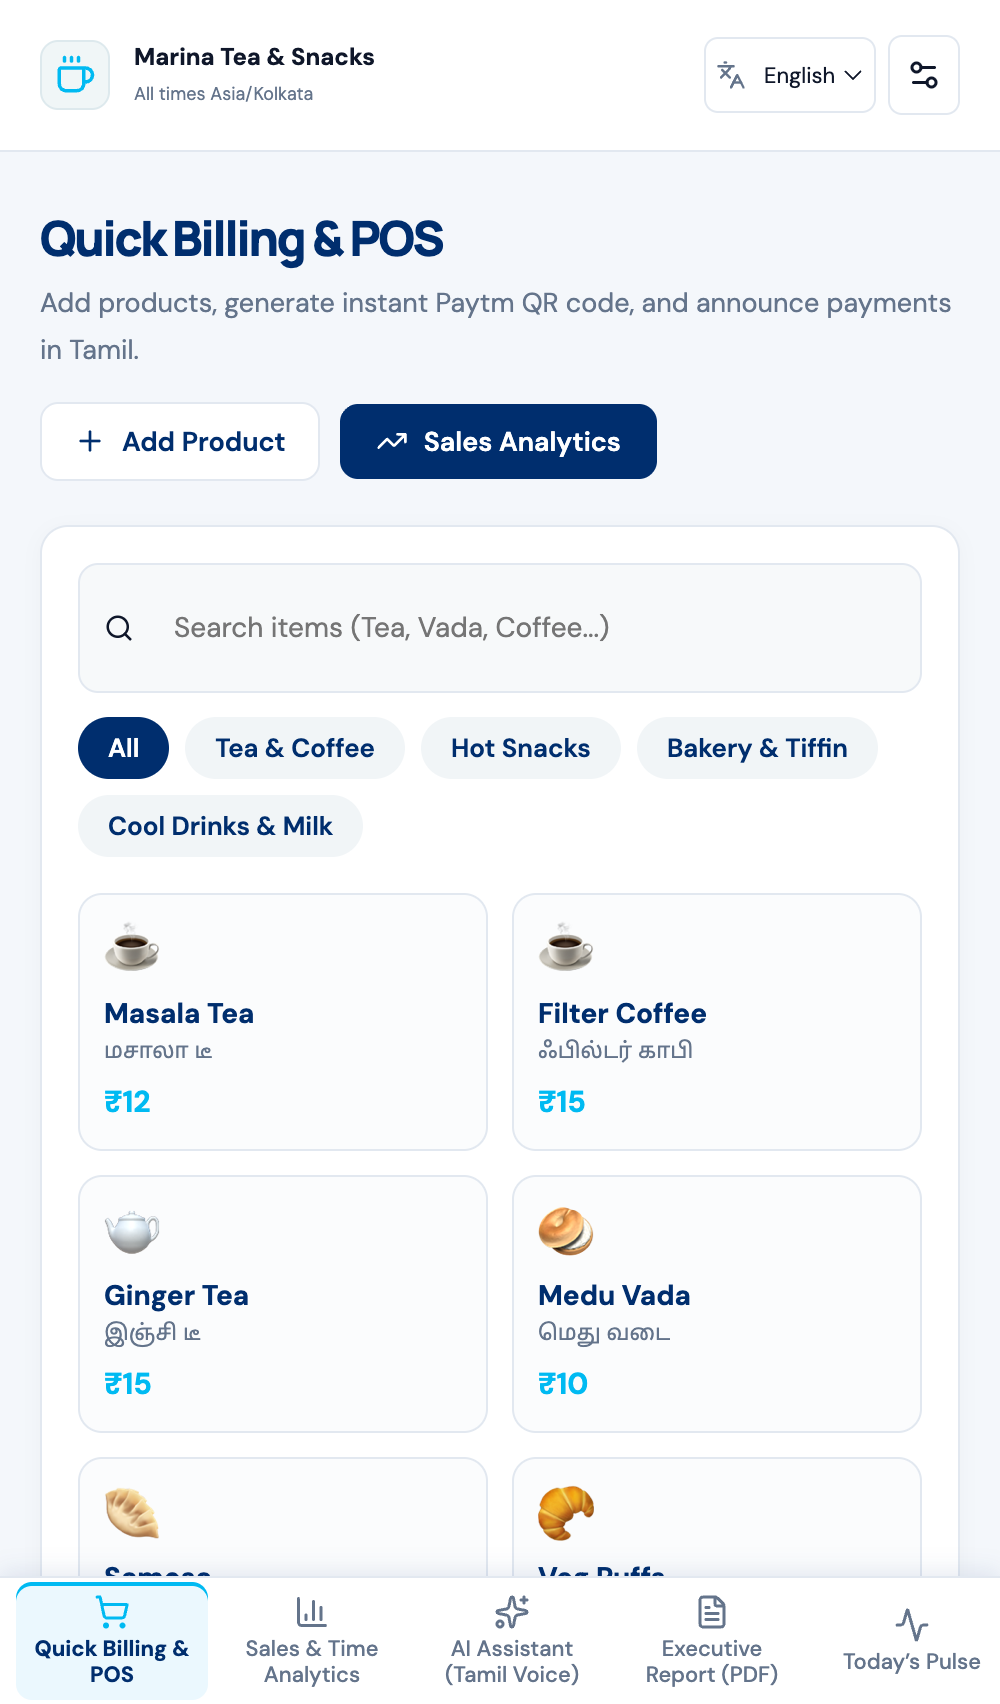 Marina Tea & Snacks
All times Asia/Kolkata
English
Quick Billing & POS
Add products, generate instant Paytm QR code, and announce payments
in Tamil.
Add Product
Sales Analytics
Search items (Tea, Vada, Coffee...)
All
Tea & Coffee
Hot Snacks
Bakery & Tiffin
Cool Drinks & Milk
Masala Tea
மசாலா டீ
₹12
Filter Coffee
ஃபில்டர் காபி
₹15
Ginger Tea
இஞ்சி டீ
₹15
Medu Vada
மெது வடை
₹10
Samosa
Veg Puffs
Quick Billing &
POS
Sales & Time
Analytics
AI Assistant
(Tamil Voice)
Executive
Report (PDF)
Today's Pulse